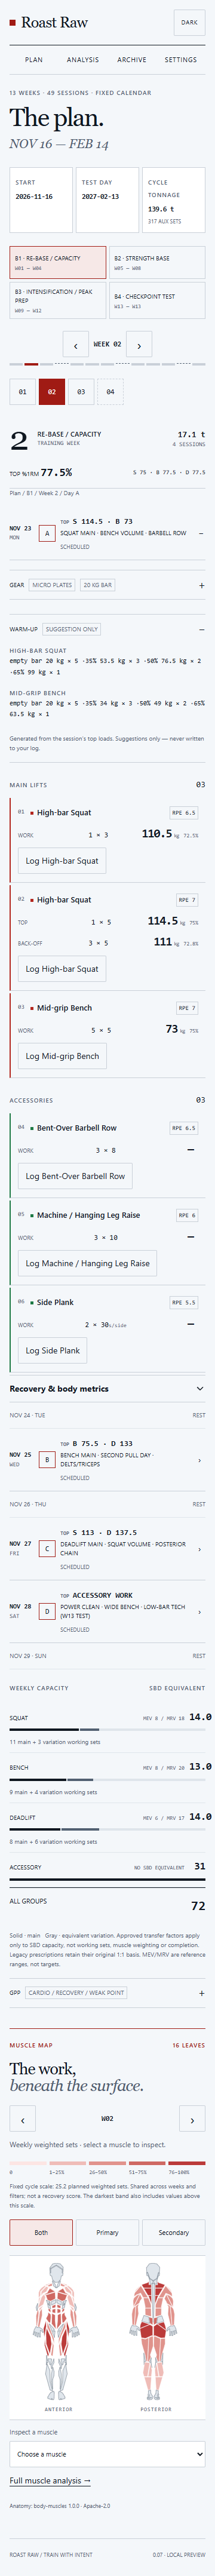 Roast Raw
DARK
PLAN ANALYSIS ARCHIVE SETTINGS
13 WEEKS · 49 SESSIONS · FIXED CALENDAR
The plan.
NOV 16 — FEB 14
START
2026-11-16
TEST DAY
2027-02-13
CYCLE TONNAGE
139.6 t
217 AUX SETS
B1 · RE-BASE / CAPACITY
W01 — W04
B2 · STRENGTH BASE
W05 — W08
B3 · INTENSIFICATION / PEAK PREP
W09 — W12
B4 · CHECKPOINT TEST
W13 — W13
‹ WEEK 02 ›
01 02 03 04
2
RE-BASE / CAPACITY
TRAINING WEEK
17.1 t
4 SESSIONS
TOP %1RM 77.5%
S 75 · B 77.5 · D 77.5
Plan / B1 / Week 2 / Day A
NOV 23
MON
A
TOP S 114.5 · B 73
SQUAT MAIN · BENCH VOLUME · BARBELL ROW
SCHEDULED
−
GEAR MICRO PLATES 20 KG BAR +
WARM-UP SUGGESTION ONLY −
HIGH-BAR SQUAT
empty bar 20 kg × 5 ·35% 53.5 kg × 3 ·50% 76.5 kg × 2
·65% 99 kg × 1
MID-GRIP BENCH
empty bar 20 kg × 5 ·35% 34 kg × 3 ·50% 49 kg × 2 ·65%
63.5 kg × 1
Generated from the session's top loads. Suggestions only — never written
to your log.
MAIN LIFTS 03
01 High-bar Squat RPE 6.5
WORK 1 × 3 110.5 kg 72.5%
Log High-bar Squat
02 High-bar Squat RPE 7
TOP 1 × 5 114.5 kg 75%
BACK-OFF 3 × 5 111 kg 72.8%
Log High-bar Squat
03 Mid-grip Bench RPE 7
WORK 5 × 5 73 kg 75%
Log Mid-grip Bench
ACCESSORIES 03
04 Bent-Over Barbell Row RPE 6.5
WORK 3 × 8 —
Log Bent-Over Barbell Row
05 Machine / Hanging Leg Raise RPE 6
WORK 3 × 10 —
Log Machine / Hanging Leg Raise
06 Side Plank RPE 5.5
WORK 2 × 30s/side —
Log Side Plank
Recovery & body metrics
NOV 24 · TUE REST
NOV 25
WED
B
TOP B 75.5 · D 133
BENCH MAIN · SECOND PULL DAY ·
DELTS/TRICEPS
SCHEDULED
›
NOV 26 · THU REST
NOV 27
FRI
C
TOP S 113 · D 137.5
DEADLIFT MAIN · SQUAT VOLUME · POSTERIOR
CHAIN
SCHEDULED
›
NOV 28
SAT
D
TOP ACCESSORY WORK
POWER CLEAN · WIDE BENCH · LOW-BAR TECH
(W13 TEST)
SCHEDULED
›
NOV 29 · SUN REST
WEEKLY CAPACITY SBD EQUIVALENT
SQUAT MEV 8 / MRV 18 14.0
11 main + 3 variation working sets
BENCH MEV 8 / MRV 20 13.0
9 main + 4 variation working sets
DEADLIFT MEV 6 / MRV 17 14.0
8 main + 6 variation working sets
ACCESSORY NO SBD EQUIVALENT 31
ALL GROUPS 72
Solid · main Gray · equivalent variation. Approved transfer factors apply
only to SBD capacity, not working sets, muscle weighting or completion.
Legacy prescriptions retain their original 1:1 basis. MEV/MRV are reference
ranges, not targets.
GPP CARDIO / RECOVERY / WEAK POINT +
MUSCLE MAP 16 LEAVES
The work,
beneath the surface.
‹ W02 ›
Weekly weighted sets · select a muscle to inspect.
0 1–25% 26–50% 51–75% 76–100%
Fixed cycle scale: 25.2 planned weighted sets. Shared across weeks and
filters; not a recovery score. The darkest band also includes values above
this scale.
Both Primary Secondary
ANTERIOR POSTERIOR
Inspect a muscle
Choose a muscle
Full muscle analysis →
Anatomy: body-muscles 1.0.0 · Apache-2.0
ROAST RAW / TRAIN WITH INTENT 0.07 · LOCAL PREVIEW